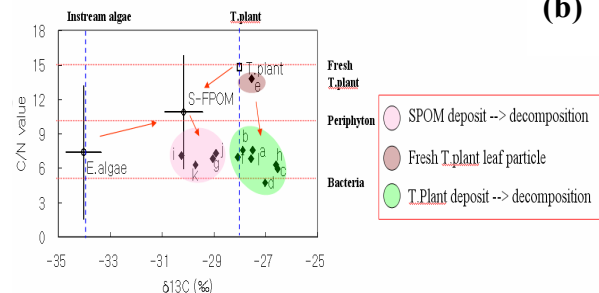 Instream algae
T.plant
(b)
C/N value
18
15
12
9
6
3
0
T.plant
e
S-FPOM
E.algae
i
j
g
k
b
a
h
c
d
f
Fresh
T.plant
Periphyton
Bacteria
-35
-33
-31
-29
-27
-25
δ13C (‰)
SPOM deposit --> decomposition
Fresh T.plant leaf particle
T.Plant deposit --> decomposition